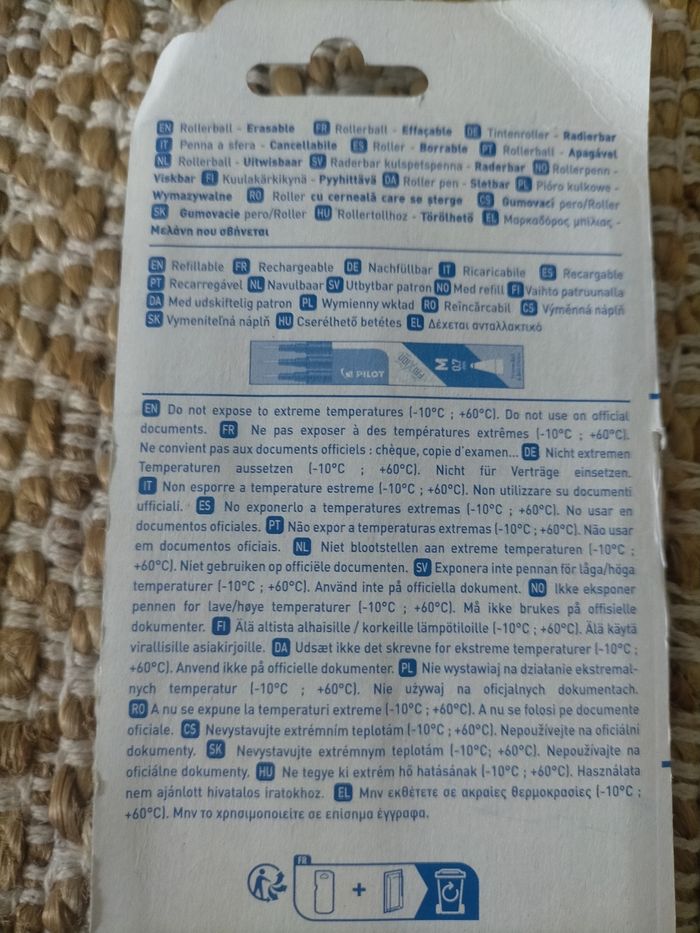 EN Rollerball - Erasable FR Rollerball - Effaçable DE Tintenroller - Radierbar
IT Penna a sfera - Cancellabile ES Roller - Borrable PT Rollerball - Apagável
NL Rollerball - Uitwisbaar SV Raderbar kulspetspenna - Raderbar NO Rollerpenn -
Viskbar FI Kuulakärkikynä - Pyyhittävä DA Roller pen - Sletbar PL Pióro kulkowe -
Wymazywalne RO Roller cu cerneală care se șterge CS Gumovací pero/Roller
SK Gumovacie pero/Roller HU Rollertollhoz - Törölhető EL Μαρκαδόρος μπίλιας -
Μελάνη που σβήνεται
EN Refillable FR Rechargeable DE Nachfüllbar IT Ricaricabile ES Recargable
PT Recarregável NL Navulbaar SV Utbytbar patron NO Med refill FI Vaihto patruunalla
DA Med udskiftelig patron PL Wymienny wkład RO Reîncărcabil CS Výměnná náplň
SK Vymeniteľná náplň HU Cserélhető betétes EL Δέχεται ανταλλακτικό
PILOT M 0.7
EN Do not expose to extreme temperatures (-10°C ; +60°C). Do not use on official
documents. FR Ne pas exposer à des températures extrêmes (-10°C ; +60°C).
Ne convient pas aux documents officiels : chèque, copie d'examen... DE Nicht extremen
Temperaturen aussetzen (-10°C ; +60°C). Nicht für Verträge einsetzen.
IT Non esporre a temperature estreme (-10°C ; +60°C). Non utilizzare su documenti
ufficiali. ES No exponerlo a temperaturas extremas (-10°C ; +60°C). No usar en
documentos oficiales. PT Não expor a temperaturas extremas (-10°C ; +60°C). Não usar
em documentos oficiais. NL Niet blootstellen aan extreme temperaturen (-10°C ;
+60°C). Niet gebruiken op officiële documenten. SV Exponera inte pennan för låga/höga
temperaturer (-10°C ; +60°C). Använd inte på officiella dokument. NO Ikke eksponer
pennen for lave/høye temperaturer (-10°C ; +60°C). Må ikke brukes på offisielle
dokumenter. FI Älä altista alhaisille / korkeille lämpötiloille (-10°C ; +60°C). Älä käytä
virallisille asiakirjoille. DA Udsæt ikke det skrevne for ekstreme temperaturer (-10°C ;
+60°C). Anvend ikke på officielle dokumenter. PL Nie wystawiaj na działanie ekstremal-
nych temperatur (-10°C ; +60°C). Nie używaj na oficjalnych dokumentach.
RO A nu se expune la temperaturi extreme (-10°C ; +60°C). A nu se folosi pe documente
oficiale. CS Nevystavujte extrémním teplotám (-10°C ; +60°C). Nepoužívejte na oficiální
dokumenty. SK Nevystavujte extrémnym teplotám (-10°C; +60°C). Nepoužívajte na
oficiálne dokumenty. HU Ne tegye ki extrém hő hatásának (-10°C ; +60°C). Használata
nem ajánlott hivatalos iratokhoz. EL Μην εκθέτετε σε ακραίες θερμοκρασίες (-10°C ;
+60°C). Μην το χρησιμοποιείτε σε επίσημα έγγραφα.
FR
+